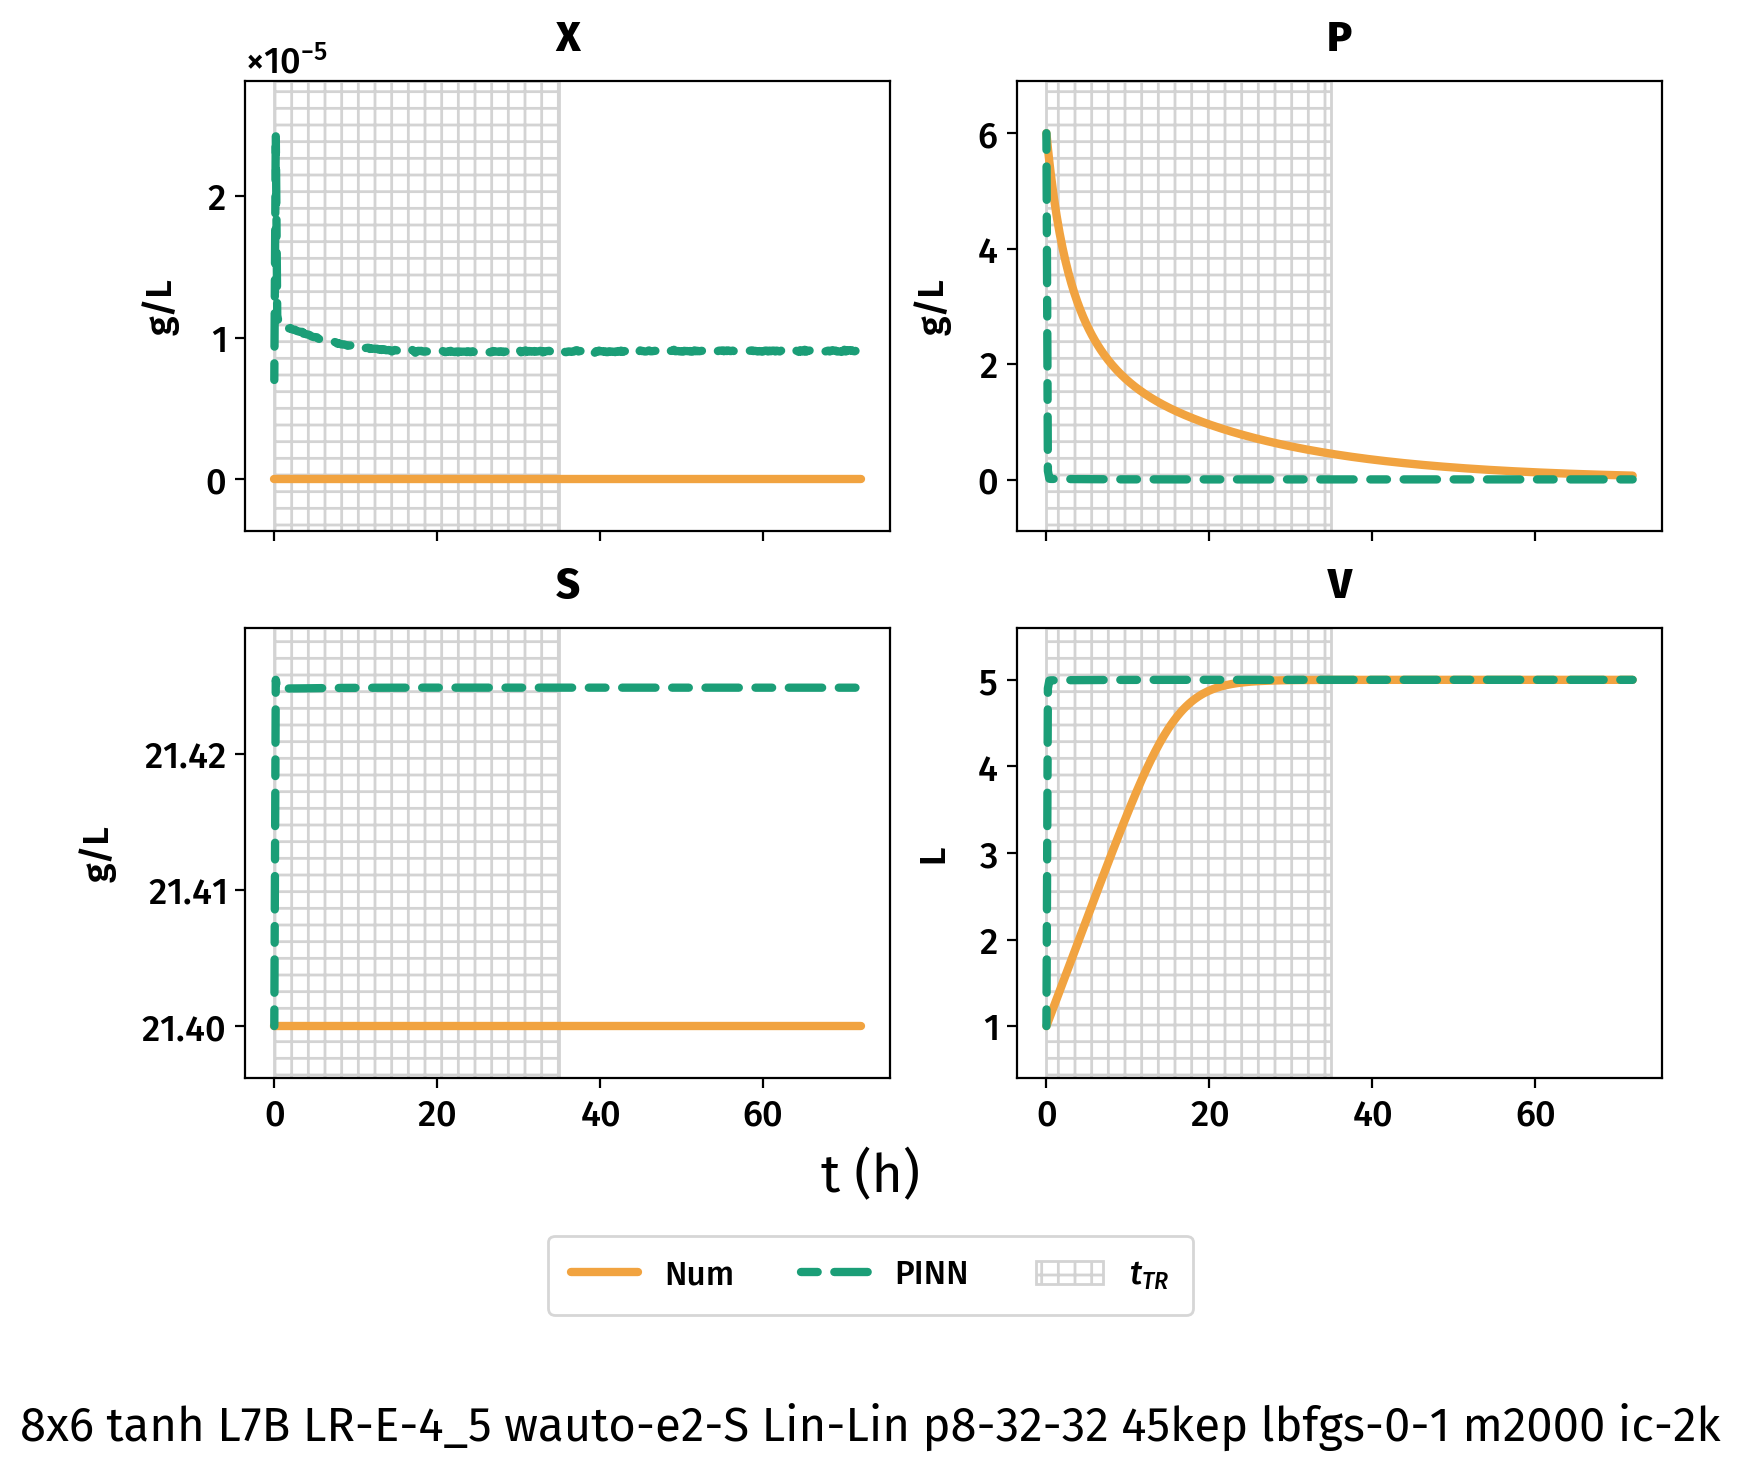 X
P
×10⁻⁵
g/L
2
1
0
g/L
6
4
2
0
S
V
g/L
21.42
21.41
21.40
L
5
4
3
2
1
0 20 40 60
0 20 40 60
t (h)
Num PINN t_TR
8x6 tanh L7B LR-E-4_5 wauto-e2-S Lin-Lin p8-32-32 45kep lbfgs-0-1 m2000 ic-2k